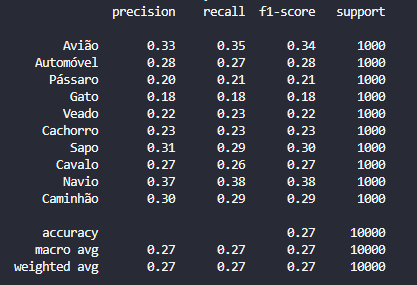 precision recall f1-score support
Avião 0.33 0.35 0.34 1000
Automóvel 0.28 0.27 0.28 1000
Pássaro 0.20 0.21 0.21 1000
Gato 0.18 0.18 0.18 1000
Veado 0.22 0.23 0.22 1000
Cachorro 0.23 0.23 0.23 1000
Sapo 0.31 0.29 0.30 1000
Cavalo 0.27 0.26 0.27 1000
Navio 0.37 0.38 0.38 1000
Caminhão 0.30 0.29 0.29 1000
accuracy 0.27 10000
macro avg 0.27 0.27 0.27 10000
weighted avg 0.27 0.27 0.27 10000